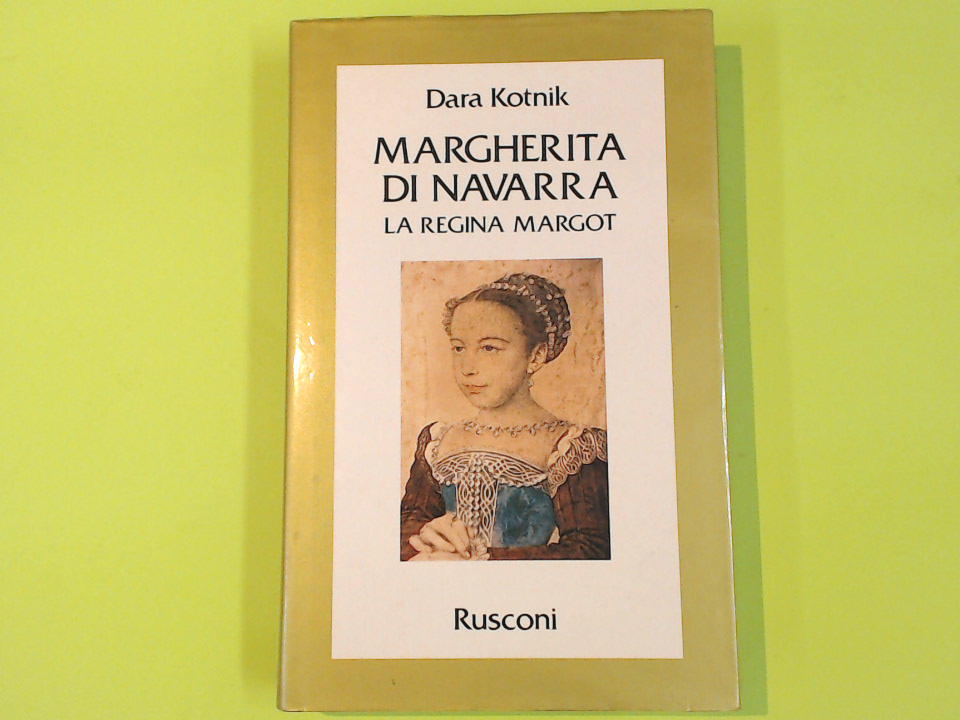 Dara Kotnik
MARGHERITA
DI NAVARRA
LA REGINA MARGOT
Rusconi